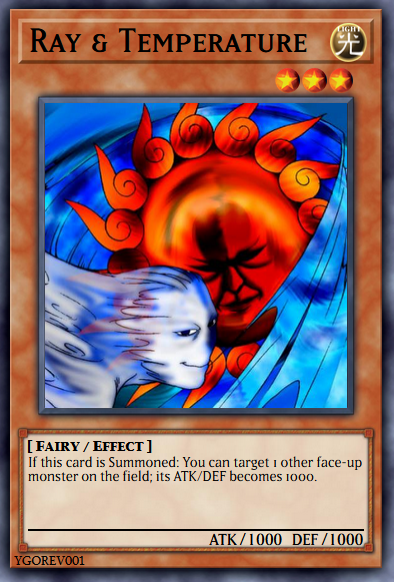 Ray & Temperature
LIGHT
光
[ Fairy / Effect ]
If this card is Summoned: You can target 1 other face-up
monster on the field; its ATK/DEF becomes 1000.
ATK/1000 DEF/1000
YGOREV001